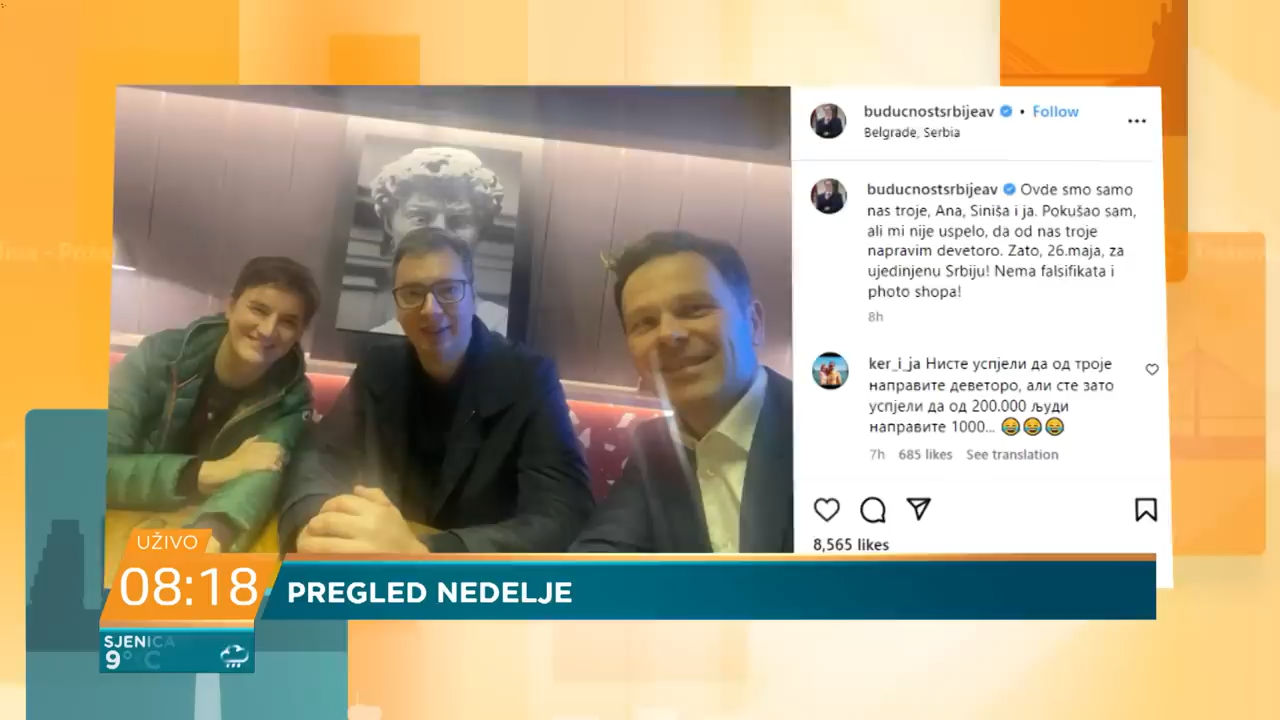 buducnostsrbijeav • Follow
Belgrade, Serbia
buducnostsrbijeav Ovde smo samo
nas troje, Ana, Siniša i ja. Pokušao sam,
ali mi nije uspelo, da od nas troje
napravim devetoro. Zato, 26.maja, za
ujedinjenu Srbiju! Nema falsifikata i
photo shopa!
8h
ker_i_ja Нисте успјели да од троје
направите деветоро, али сте зато
успјели да од 200.000 људи
направите 1000... 😂😂😂
7h 685 likes See translation
8,565 likes
UŽIVO
08:18
PREGLED NEDELJE
SJENICA
9° C